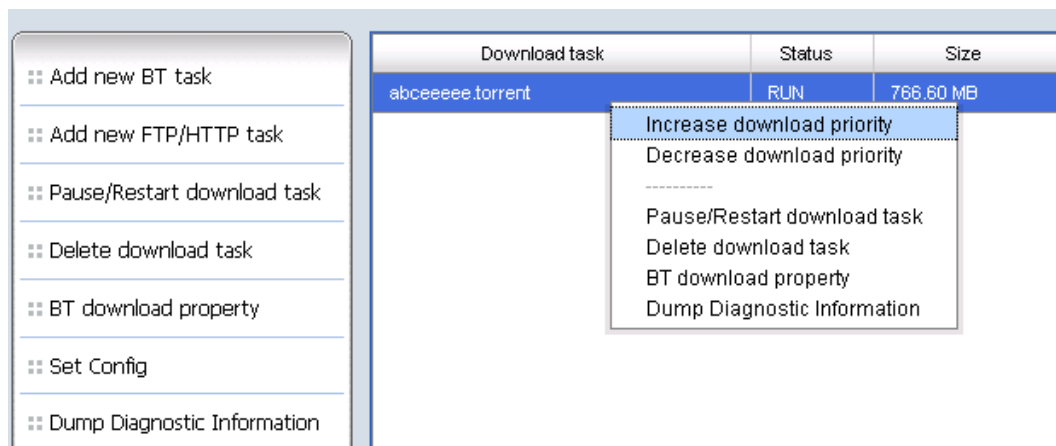 Add new BT task
Add new FTP/HTTP task
Pause/Restart download task
Delete download task
BT download property
Set Config
Dump Diagnostic Information
Download task Status Size
abceeeee.torrent RUN 766.60 MB
Increase download priority
Decrease download priority
----------
Pause/Restart download task
Delete download task
BT download property
Dump Diagnostic Information